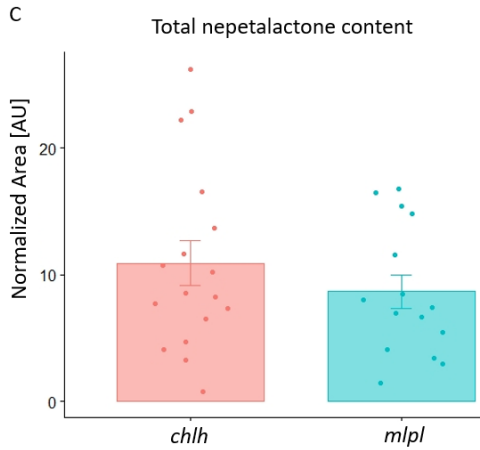 C
Total nepetalactone content
Normalized Area [AU]
20
10
0
chlh
mlpl